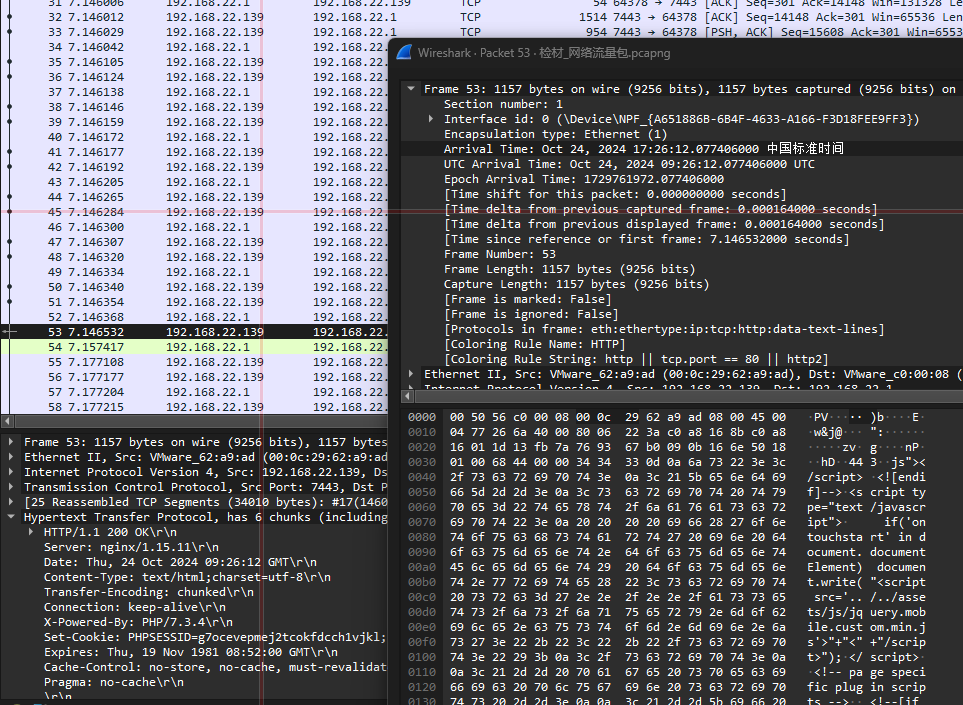 31 7.146006 192.168.22.1 192.168.22.139 TCP 54 64378 → 7443 [ACK] Seq=301 Ack=14148 Win=131328 Le
32 7.146012 192.168.22.139 192.168.22.1 TCP 1514 7443 → 64378 [ACK] Seq=14148 Ack=301 Win=65536 Len
33 7.146029 192.168.22.139 192.168.22.1 TCP 954 7443 → 64378 [PSH, ACK] Seq=15608 Ack=301 Win=6553
34 7.146042 192.168.22.1 192.168.22.
35 7.146105 192.168.22.139 192.168.22.
36 7.146124 192.168.22.139 192.168.22.
37 7.146138 192.168.22.1 192.168.22.
38 7.146146 192.168.22.139 192.168.22.
39 7.146159 192.168.22.139 192.168.22.
40 7.146172 192.168.22.1 192.168.22.
41 7.146177 192.168.22.139 192.168.22.
42 7.146192 192.168.22.139 192.168.22.
43 7.146205 192.168.22.1 192.168.22.
44 7.146265 192.168.22.139 192.168.22.
45 7.146284 192.168.22.139 192.168.22.
46 7.146300 192.168.22.1 192.168.22.
47 7.146307 192.168.22.139 192.168.22.
48 7.146320 192.168.22.139 192.168.22.
49 7.146334 192.168.22.1 192.168.22.
50 7.146340 192.168.22.139 192.168.22.
51 7.146354 192.168.22.139 192.168.22.
52 7.146368 192.168.22.1 192.168.22.
53 7.146532 192.168.22.139 192.168.22.
54 7.157417 192.168.22.1 192.168.22.
55 7.177108 192.168.22.139 192.168.22.
56 7.177177 192.168.22.139 192.168.22.
57 7.177204 192.168.22.1 192.168.22.
58 7.177215 192.168.22.139 192.168.22.
Frame 53: 1157 bytes on wire (9256 bits), 1157 bytes
Ethernet II, Src: VMware_62:a9:ad (00:0c:29:62:a9:ad)
Internet Protocol Version 4, Src: 192.168.22.139, Ds
Transmission Control Protocol, Src Port: 7443, Dst P
[25 Reassembled TCP Segments (34010 bytes): #17(1460
Hypertext Transfer Protocol, has 6 chunks (including
HTTP/1.1 200 OK\r\n
Server: nginx/1.15.11\r\n
Date: Thu, 24 Oct 2024 09:26:12 GMT\r\n
Content-Type: text/html;charset=utf-8\r\n
Transfer-Encoding: chunked\r\n
Connection: keep-alive\r\n
X-Powered-By: PHP/7.3.4\r\n
Set-Cookie: PHPSESSID=g7ocevpmej2tcokfdcch1vjkl;
Expires: Thu, 19 Nov 1981 08:52:00 GMT\r\n
Cache-Control: no-store, no-cache, must-revalidat
Pragma: no-cache\r\n
\r\n
Wireshark · Packet 53 · 检材_网络流量包.pcapng
Frame 53: 1157 bytes on wire (9256 bits), 1157 bytes captured (9256 bits) on
Section number: 1
Interface id: 0 (\Device\NPF_{A651886B-6B4F-4633-A166-F3D18FEE9FF3})
Encapsulation type: Ethernet (1)
Arrival Time: Oct 24, 2024 17:26:12.077406000 中国标准时间
UTC Arrival Time: Oct 24, 2024 09:26:12.077406000 UTC
Epoch Arrival Time: 1729761972.077406000
[Time shift for this packet: 0.000000000 seconds]
[Time delta from previous captured frame: 0.000164000 seconds]
[Time delta from previous displayed frame: 0.000164000 seconds]
[Time since reference or first frame: 7.146532000 seconds]
Frame Number: 53
Frame Length: 1157 bytes (9256 bits)
Capture Length: 1157 bytes (9256 bits)
[Frame is marked: False]
[Frame is ignored: False]
[Protocols in frame: eth:ethertype:ip:tcp:http:data-text-lines]
[Coloring Rule Name: HTTP]
[Coloring Rule String: http || tcp.port == 80 || http2]
Ethernet II, Src: VMware_62:a9:ad (00:0c:29:62:a9:ad), Dst: VMware_c0:00:08 (
Internet Protocol Version 4, Src: 192.168.22.139, Dst: 192.168.22.1
0000 00 50 56 c0 00 08 00 0c 29 62 a9 ad 08 00 45 00 ·PV····· )b····E·
0010 04 77 26 6a 40 00 80 06 22 3a c0 a8 16 8b c0 a8 ·w&j@··· ":······
0020 16 01 1d 13 fb 7a 76 93 67 b0 09 0b 16 6e 50 18 ·····zv· g····nP·
0030 01 00 68 44 00 00 34 34 33 0d 0a 6a 73 22 3e 3c ··hD··44 3··js"><
0040 2f 73 63 72 69 70 74 3e 0a 3c 21 5b 65 6e 64 69 /script> ·<![endi
0050 66 5d 2d 2d 3e 0a 3c 73 63 72 69 70 74 20 74 79 f]-->·<s cript ty
0060 70 65 3d 22 74 65 78 74 2f 6a 61 76 61 73 63 72 pe="text /javascr
0070 69 70 74 22 3e 0a 20 20 20 20 69 66 28 27 6f 6e ipt">· if('on
0080 74 6f 75 63 68 73 74 61 72 74 27 20 69 6e 20 64 touchsta rt' in d
0090 6f 63 75 6d 65 6e 74 2e 64 6f 63 75 6d 65 6e 74 ocument. document
00a0 45 6c 65 6d 65 6e 74 29 20 64 6f 63 75 6d 65 6e Element) documen
00b0 74 2e 77 72 69 74 65 28 22 3c 73 63 72 69 70 74 t.write( "<script
00c0 20 73 72 63 3d 27 2e 2e 2f 2e 2e 2f 61 73 73 65 src='.. /../asse
00d0 74 73 2f 6a 73 2f 6a 71 75 65 72 79 2e 6d 6f 62 ts/js/jq uery.mob
00e0 69 6c 65 2e 63 75 73 74 6f 6d 2e 6d 69 6e 2e 6a ile.cust om.min.j
00f0 73 27 3e 22 2b 22 3c 22 2b 22 2f 73 63 72 69 70 s'>"+"<" +"/scrip
0100 74 3e 22 29 3b 0a 3c 2f 73 63 72 69 70 74 3e 0a t>");·</ script>·
0110 0a 3c 21 2d 2d 20 70 61 67 65 20 73 70 65 63 69 ·<!-- pa ge speci
0120 66 69 63 20 70 6c 75 67 69 6e 20 73 63 72 69 70 fic plug in scrip
0130 74 73 20 2d 2d 3e 0a 0a 3c 21 2d 2d 5b 69 66 20 ts -->·· <!--[if